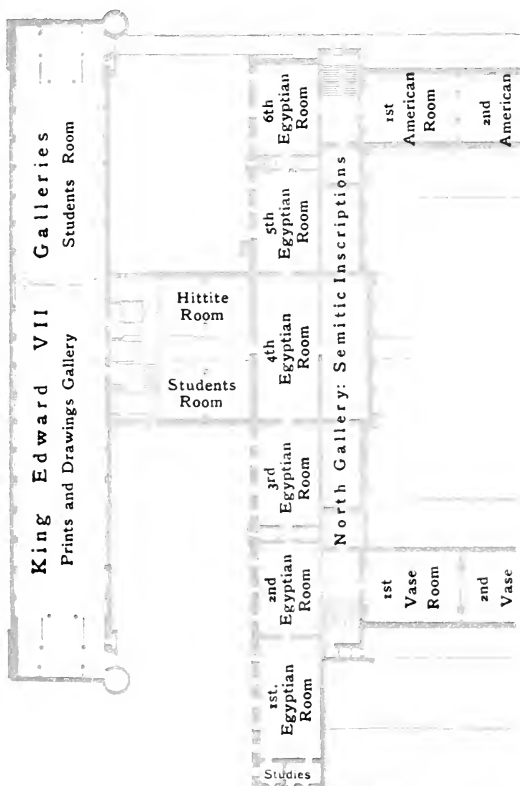 King Edward VII Galleries
Prints and Drawings Gallery
Students Room
Hittite
Room
Students
Room
6th
Egyptian
Room
5th
Egyptian
Room
4th
Egyptian
Room
3rd
Egyptian
Room
2nd
Egyptian
Room
1st.
Egyptian
Room
Studies
North Gallery: Semitic Inscriptions
1st
American
Room
2nd
American
1st
Vase
Room
2nd
Vase